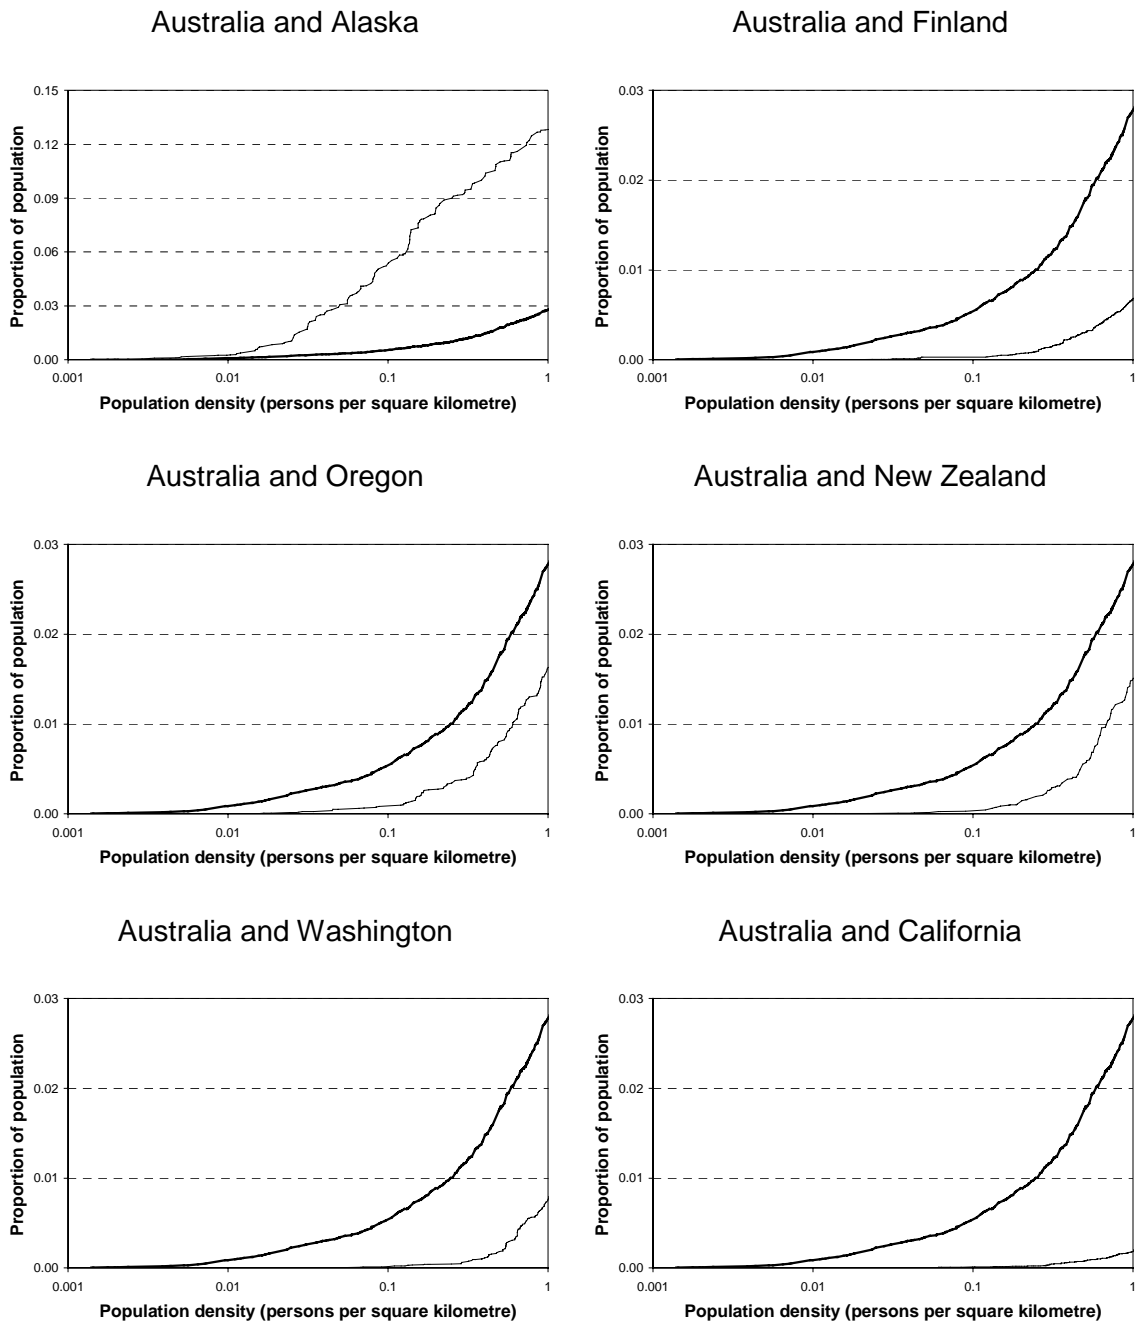 Australia and Alaska
0.15
0.12
0.09
0.06
0.03
0.00
0.001
0.01
0.1
1
Proportion of population
Population density (persons per square kilometre)
Australia and Finland
0.03
0.02
0.01
0.00
0.001
0.01
0.1
1
Proportion of population
Population density (persons per square kilometre)
Australia and Oregon
0.03
0.02
0.01
0.00
0.001
0.01
0.1
1
Proportion of population
Population density (persons per square kilometre)
Australia and New Zealand
0.03
0.02
0.01
0.00
0.001
0.01
0.1
1
Proportion of population
Population density (persons per square kilometre)
Australia and Washington
0.03
0.02
0.01
0.00
0.001
0.01
0.1
1
Proportion of population
Population density (persons per square kilometre)
Australia and California
0.03
0.02
0.01
0.00
0.001
0.01
0.1
1
Proportion of population
Population density (persons per square kilometre)